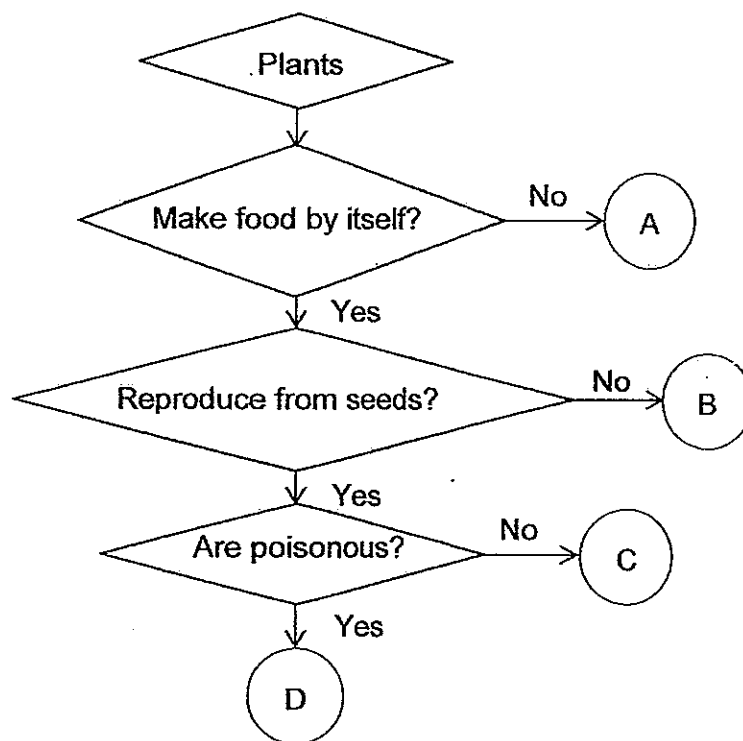 Plants
Make food by itself?
No
A
Yes
Reproduce from seeds?
No
B
Yes
Are poisonous?
No
C
Yes
D